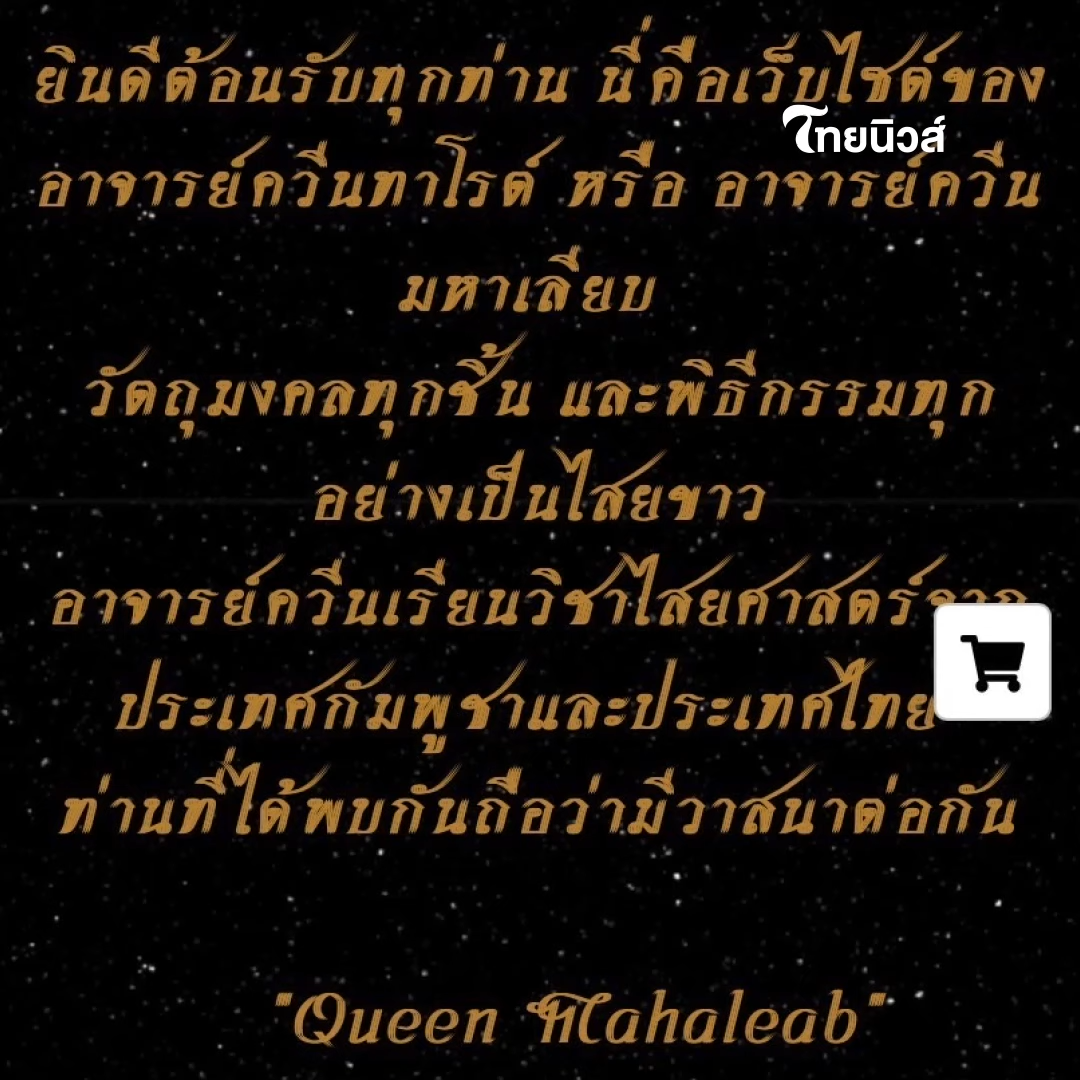 ยินดีต้อนรับทุกท่าน นี่คือเว็บไซต์ของ
ไทยนิวส์
อาจารย์ควีนทาโรต์ หรือ อาจารย์ควีน
มหาเลียบ
วัตถุมงคลทุกชิ้น และพิธีกรรมทุก
อย่างเป็นไสยขาว
อาจารย์ควีนเรียนวิชาไสยศาสตร์จาก
ประเทศกัมพูชาและประเทศไทย
ท่านที่ได้พบกันถือว่ามีวาสนาต่อกัน
"Queen Mahaleab"